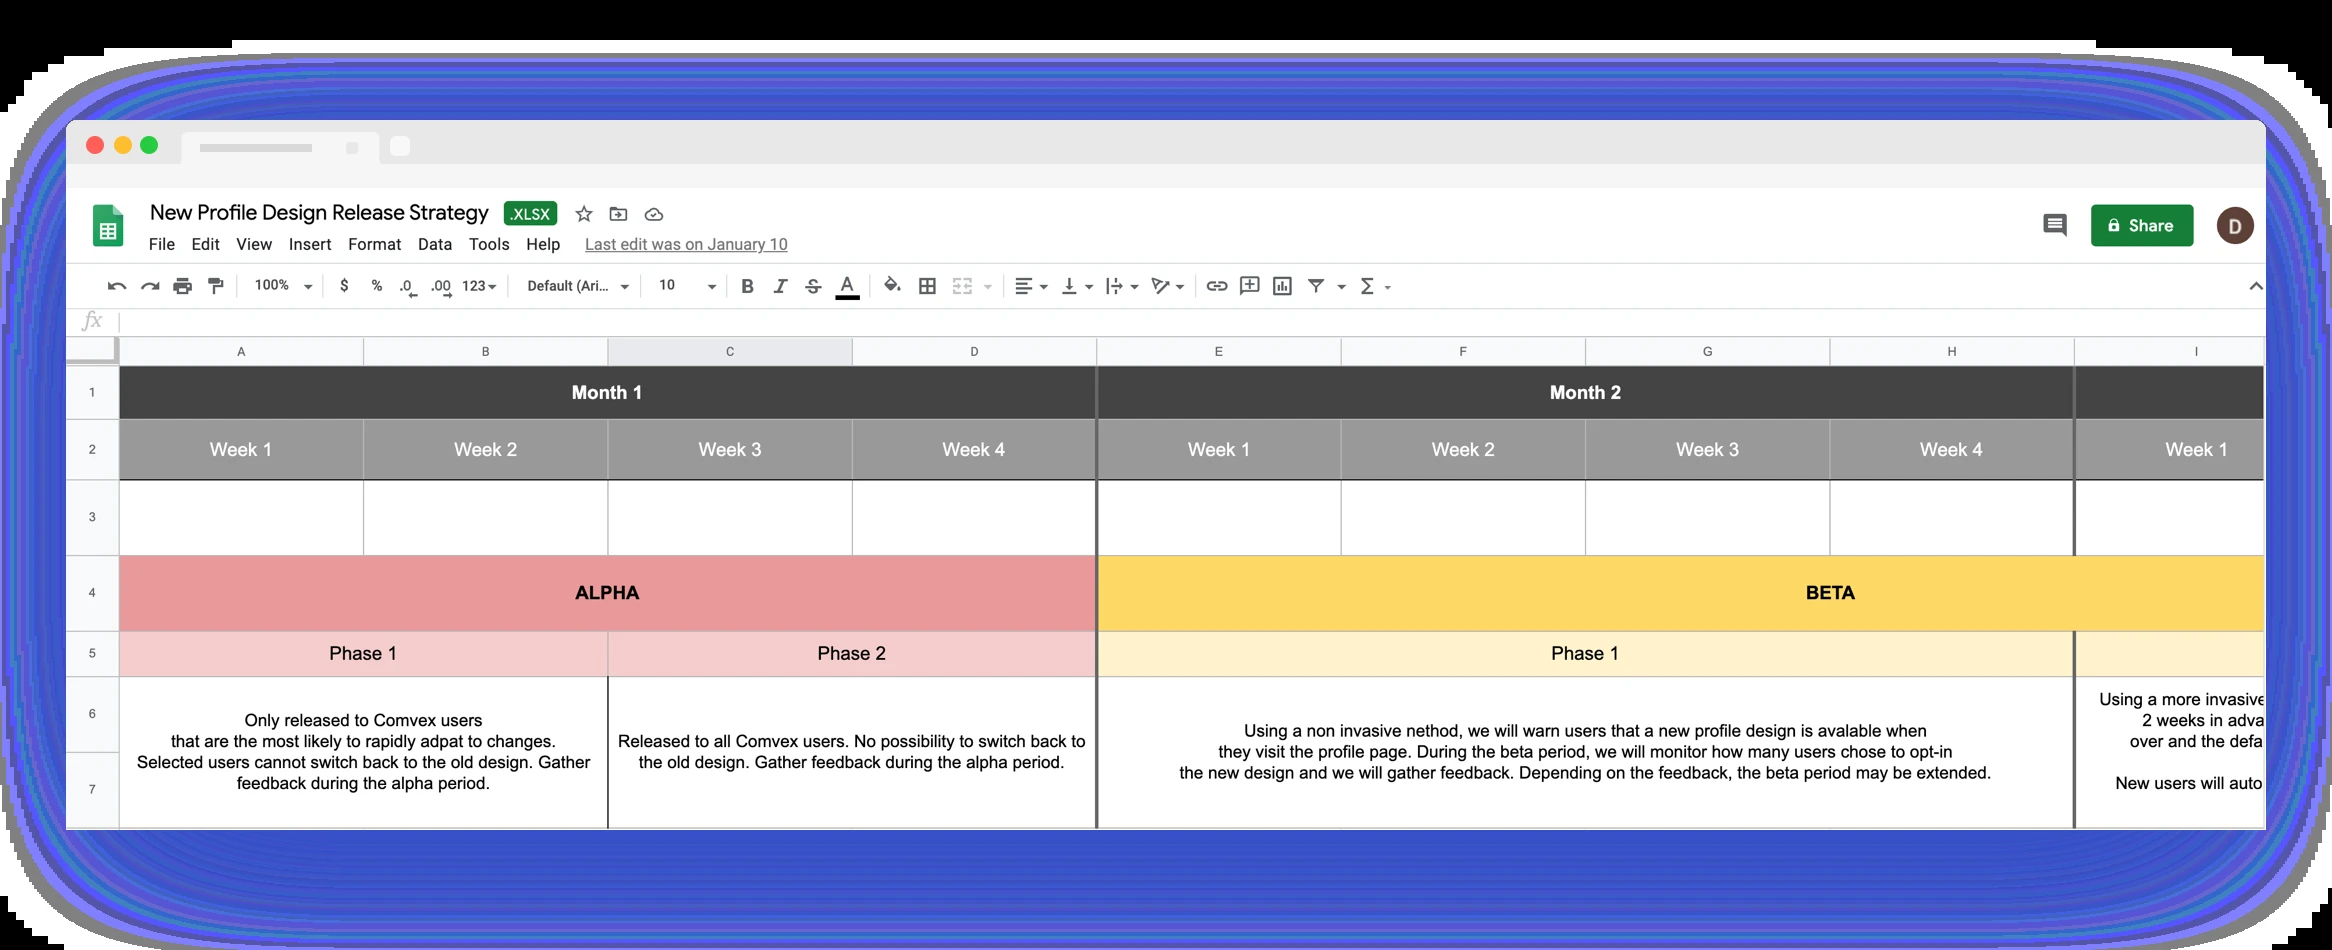 New Profile Design Release Strategy .XLSX
File Edit View Insert Format Data Tools Help Last edit was on January 10
Share
D
100% $ % .0 .00 123 Default (Ari... 10 B I S A Σ
fx
A B C D E F G H I
1 Month 1 Month 2
2 Week 1 Week 2 Week 3 Week 4 Week 1 Week 2 Week 3 Week 4 Week 1
3
4 ALPHA BETA
5 Phase 1 Phase 2 Phase 1
6
7
Only released to Comvex users
that are the most likely to rapidly adpat to changes.
Selected users cannot switch back to the old design. Gather
feedback during the alpha period.
Released to all Comvex users. No possibility to switch back to
the old design. Gather feedback during the alpha period.
Using a non invasive nethod, we will warn users that a new profile design is avalable when
they visit the profile page. During the beta period, we will monitor how many users chose to opt-in
the new design and we will gather feedback. Depending on the feedback, the beta period may be extended.
Using a more invasive
2 weeks in adva
over and the defa
New users will auto